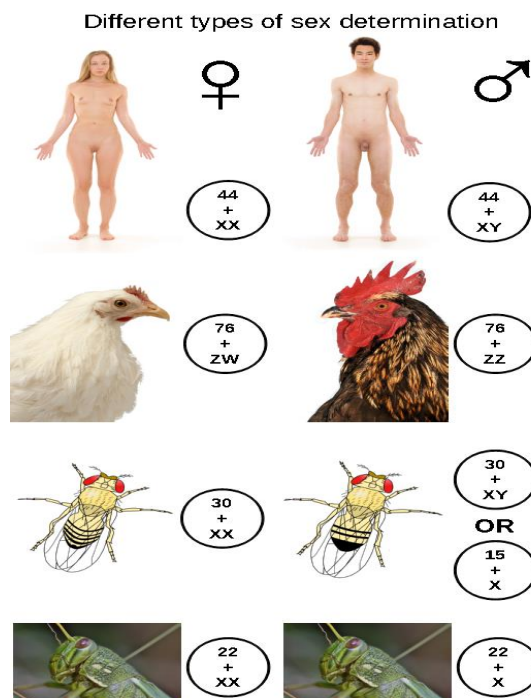 Different types of sex determination
44
+
XX
44
+
XY
76
+
ZW
76
+
ZZ
30
+
XX
30
+
XY
OR
15
+
X
22
+
XX
22
+
X